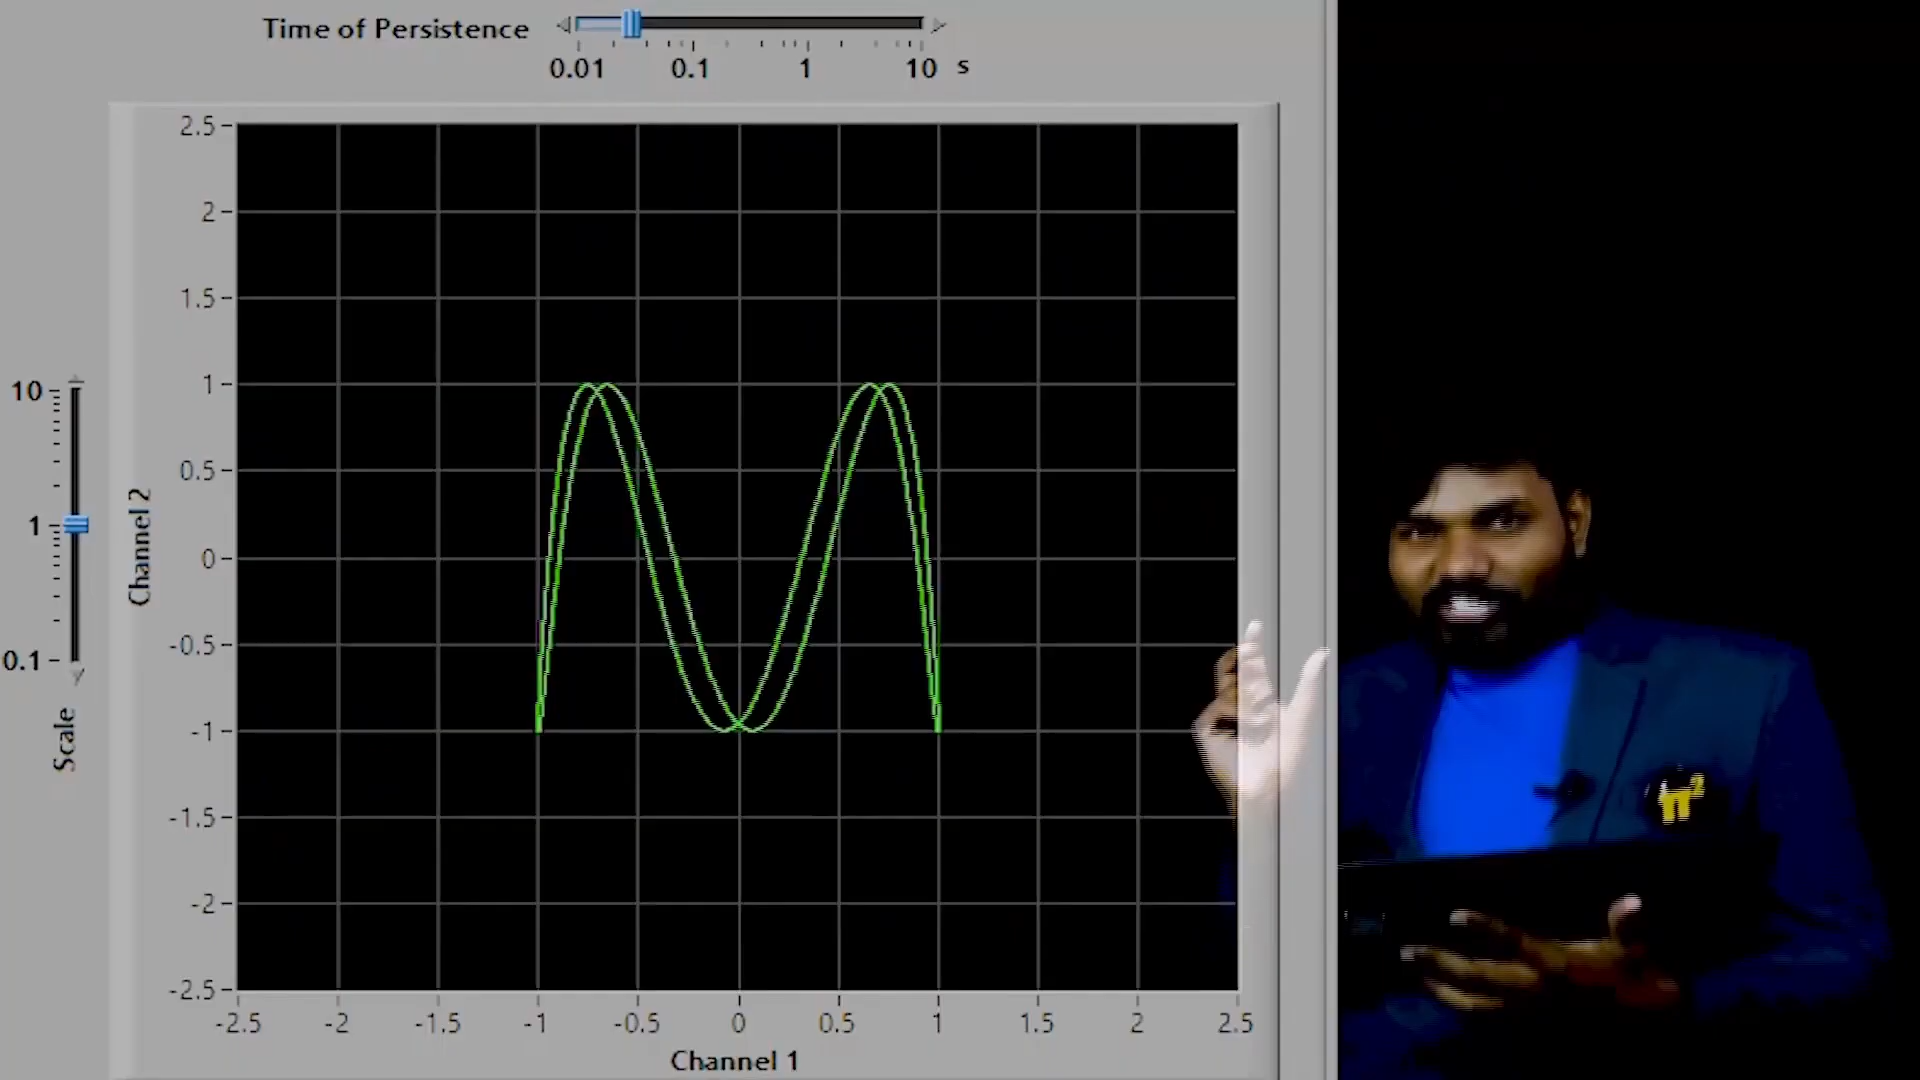 Time of Persistence
0.01 0.1 1 10 s
2.5
2
1.5
1
0.5
0
-0.5
-1
-1.5
-2
-2.5
Channel 2
10
1
0.1
Scale
-2.5 -2 -1.5 -1 -0.5 0 0.5 1 1.5 2 2.5
Channel 1
π²